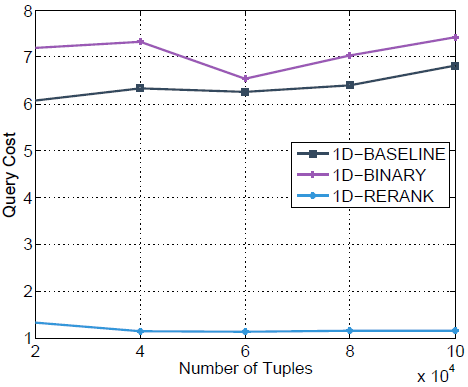 8
7
6
5
4
3
2
1
Query Cost
1D-BASELINE
1D-BINARY
1D-RERANK
2 4 6 8 10
Number of Tuples
x 10^4